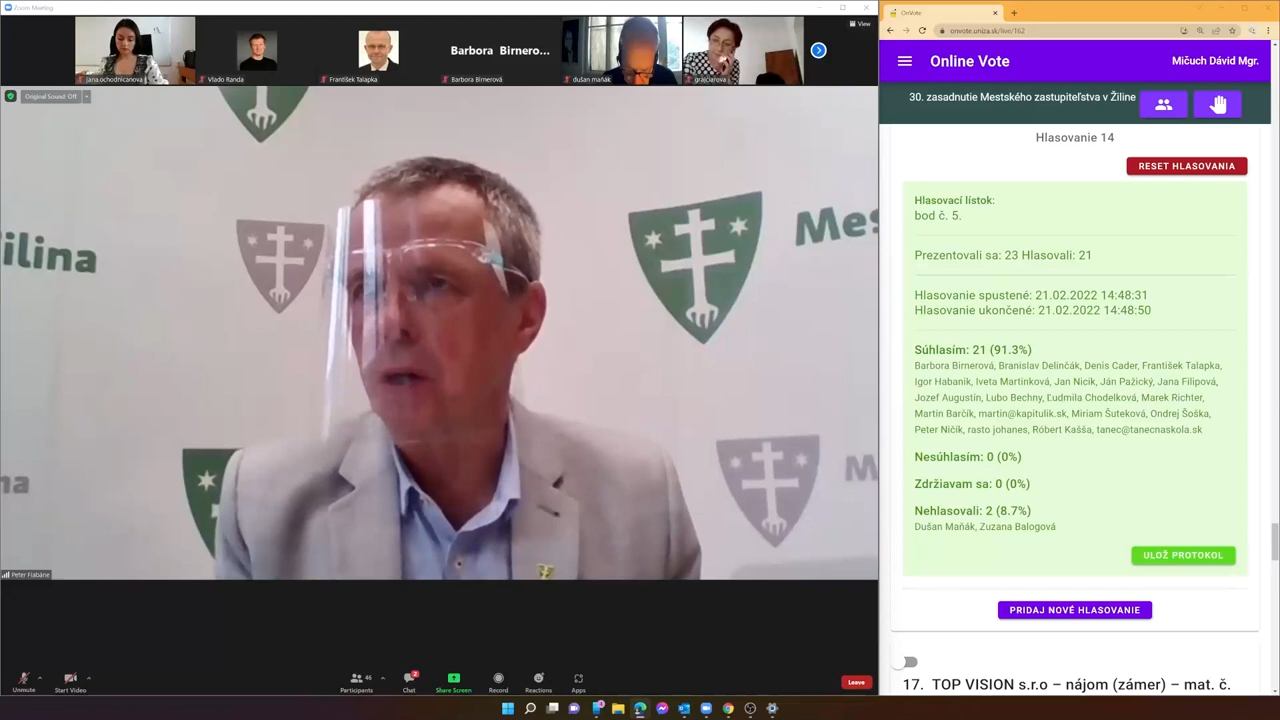 Zoom Meeting
View
Jana.ochodnicanova
Vlado Randa
František Talapka
Barbora Birnero...
Barbora Birnerová
dušan maňák
grajciarova
Original Sound: Off
ilina
Mes
na
M
Peter Fiabáne
Unmute
Start Video
46
Participants
2
Chat
Share Screen
Record
Reactions
Apps
Leave
OnVote
onvote.uniza.sk/live/162
Online Vote
Mičuch Dávid Mgr.
30. zasadnutie Mestského zastupiteľstva v Žiline
Hlasovanie 14
RESET HLASOVANIA
Hlasovací lístok:
bod č. 5.
Prezentovali sa: 23 Hlasovali: 21
Hlasovanie spustené: 21.02.2022 14:48:31
Hlasovanie ukončené: 21.02.2022 14:48:50
Súhlasím: 21 (91.3%)
Barbora Birnerová, Branislav Delinčák, Denis Cader, František Talapka,
Igor Habaník, Iveta Martinková, Jan Nicik, Ján Pažický, Jana Filipová,
Jozef Augustín, Lubo Bechny, Ľudmila Chodelková, Marek Richter,
Martin Barčík, martin@kapitulik.sk, Miriam Šuteková, Ondrej Šoška,
Peter Ničík, rasto johanes, Róbert Kašša, tanec@tanecnaskola.sk
Nesúhlasím: 0 (0%)
Zdržiavam sa: 0 (0%)
Nehlasovali: 2 (8.7%)
Dušan Maňák, Zuzana Balogová
ULOŽ PROTOKOL
PRIDAJ NOVÉ HLASOVANIE
17. TOP VISION s.r.o – nájom (zámer) – mat. č.